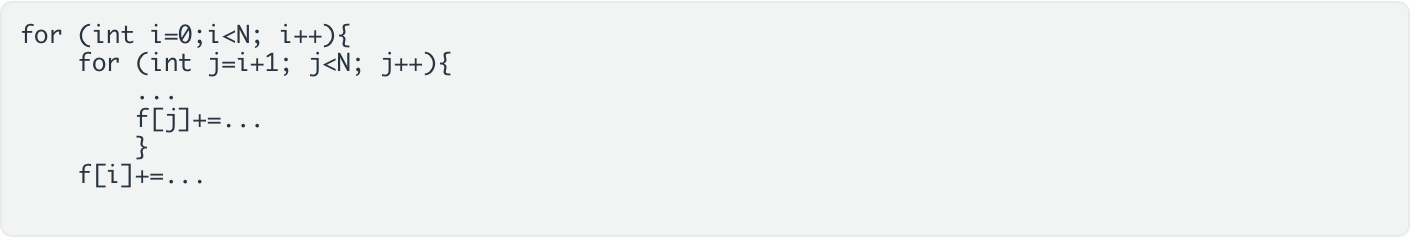 for (int i=0;i<N; i++){
    for (int j=i+1; j<N; j++){
        ...
        f[j]+=...
        }
    f[i]+=...